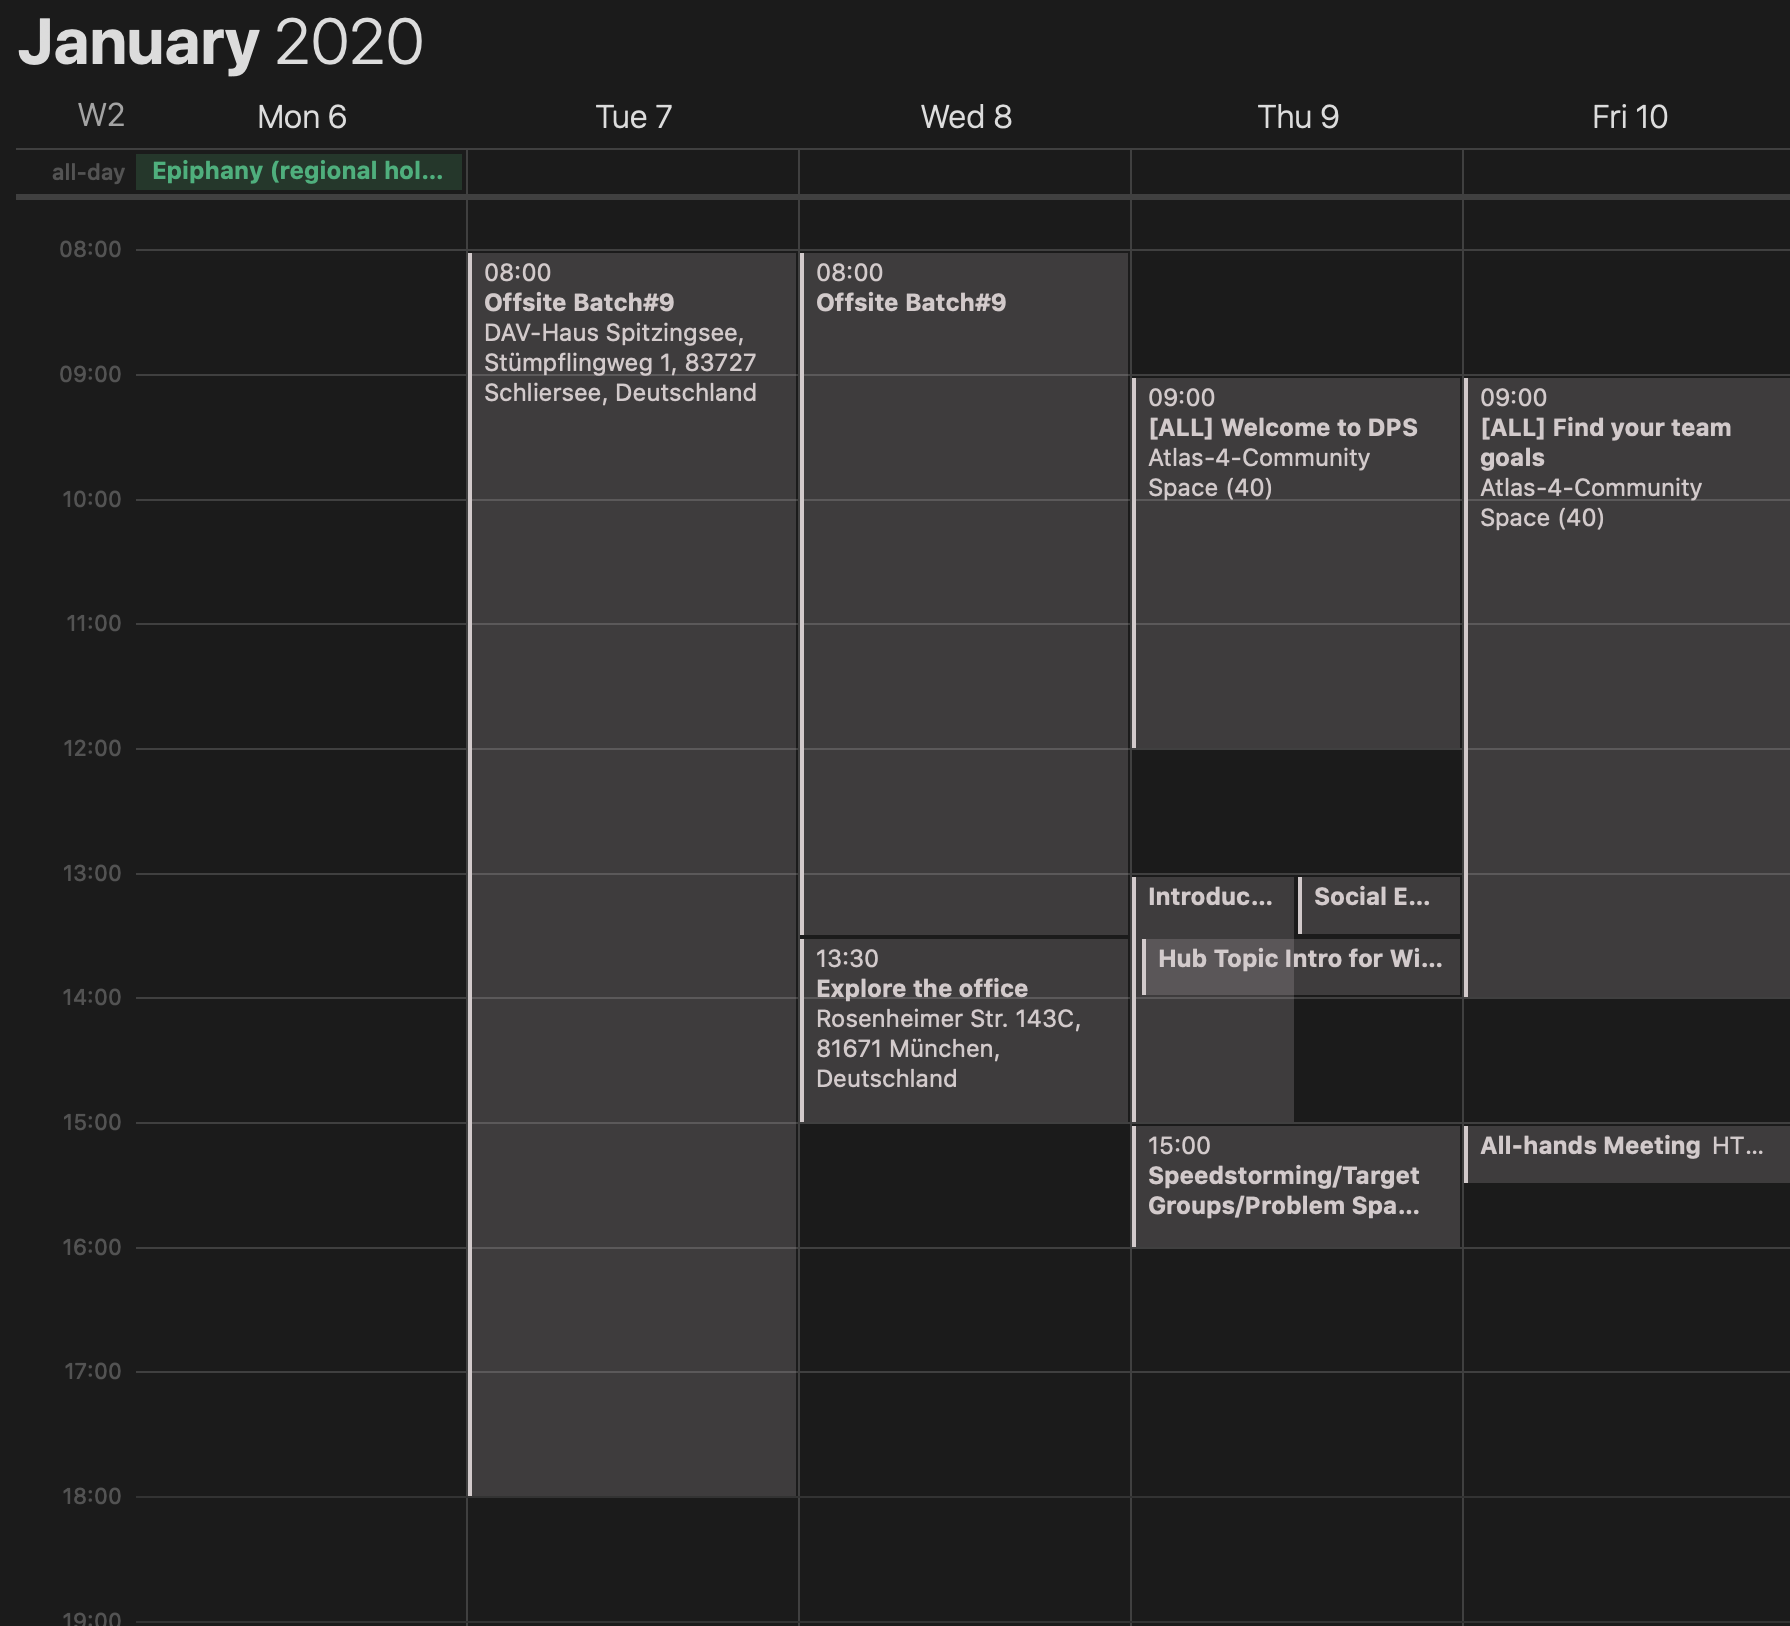 January 2020
W2
Mon 6
Tue 7
Wed 8
Thu 9
Fri 10
all-day
Epiphany (regional hol...
08:00
09:00
10:00
11:00
12:00
13:00
14:00
15:00
16:00
17:00
18:00
19:00
08:00
Offsite Batch#9
DAV-Haus Spitzingsee,
Stümpflingweg 1, 83727
Schliersee, Deutschland
08:00
Offsite Batch#9
13:30
Explore the office
Rosenheimer Str. 143C,
81671 München,
Deutschland
09:00
[ALL] Welcome to DPS
Atlas-4-Community
Space (40)
Introduc...
Social E...
Hub Topic Intro for Wi...
15:00
Speedstorming/Target
Groups/Problem Spa...
09:00
[ALL] Find your team
goals
Atlas-4-Community
Space (40)
All-hands Meeting HT...